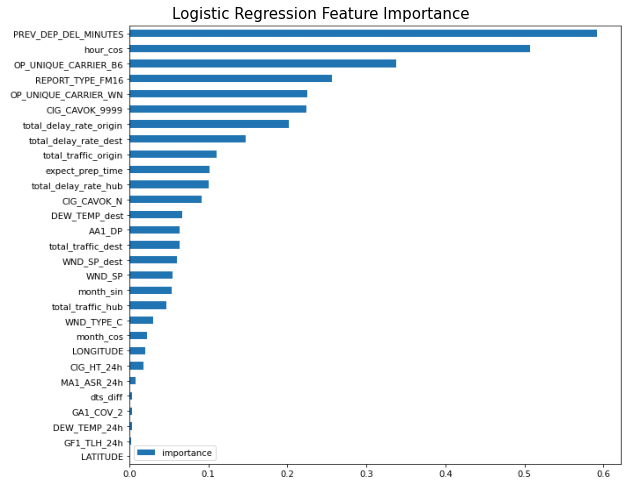 Logistic Regression Feature Importance
PREV_DEP_DEL_MINUTES
hour_cos
OP_UNIQUE_CARRIER_B6
REPORT_TYPE_FM16
OP_UNIQUE_CARRIER_WN
CIG_CAVOK_9999
total_delay_rate_origin
total_delay_rate_dest
total_traffic_origin
expect_prep_time
total_delay_rate_hub
CIG_CAVOK_N
DEW_TEMP_dest
AA1_DP
total_traffic_dest
WND_SP_dest
WND_SP
month_sin
total_traffic_hub
WND_TYPE_C
month_cos
LONGITUDE
CIG_HT_24h
MA1_ASR_24h
dts_diff
GA1_COV_2
DEW_TEMP_24h
GF1_TLH_24h
LATITUDE
importance
0.0 0.1 0.2 0.3 0.4 0.5 0.6